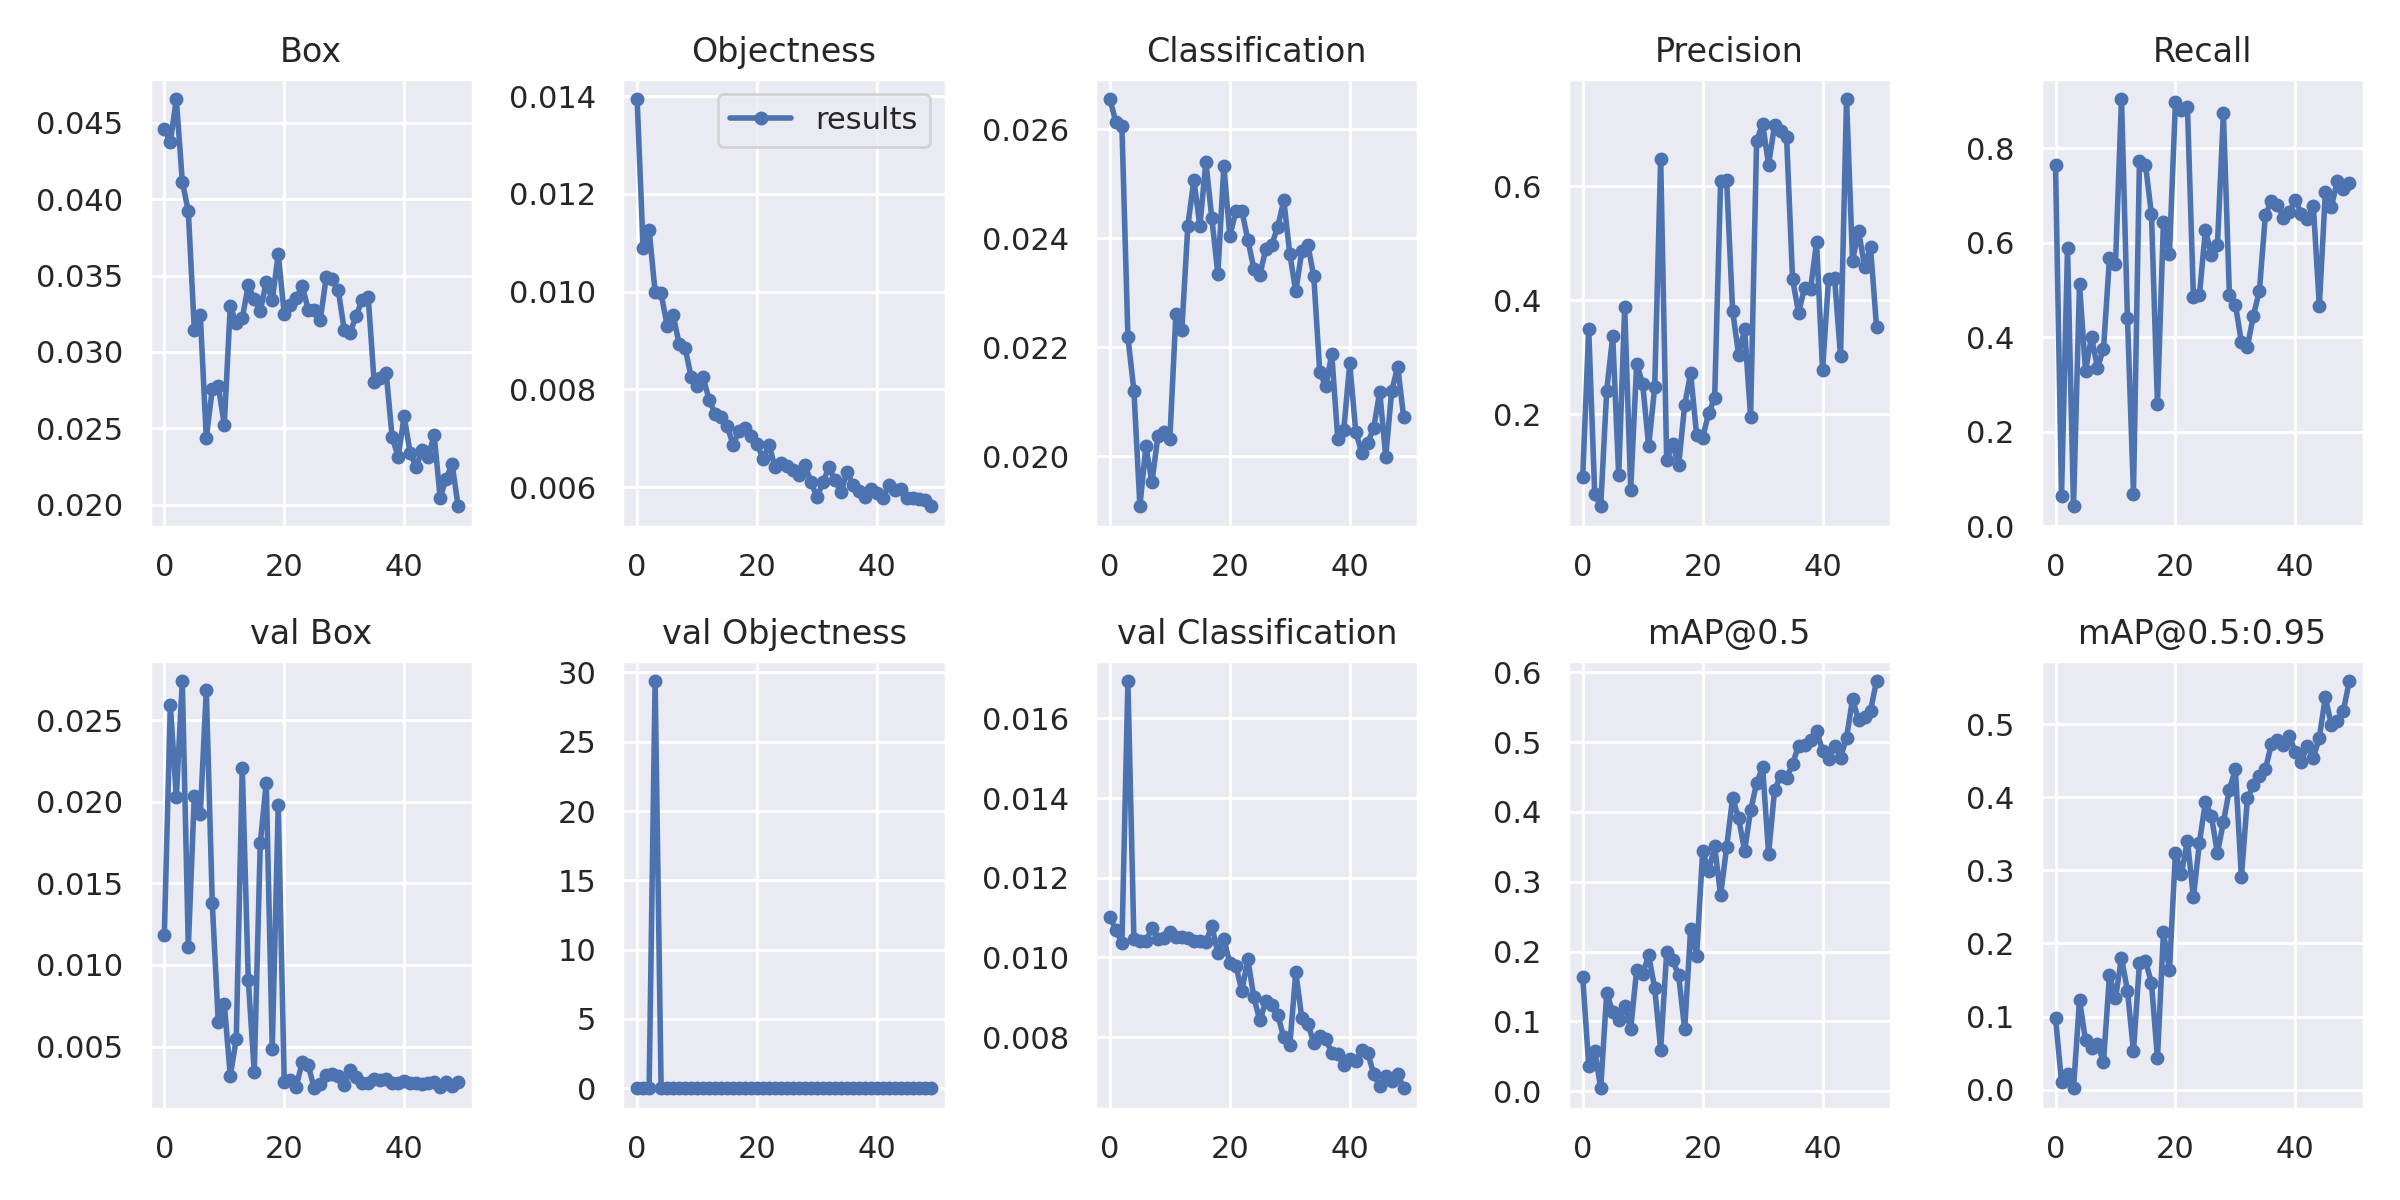 Box
0.045
0.040
0.035
0.030
0.025
0.020
0 20 40
Objectness
results
0.014
0.012
0.010
0.008
0.006
0 20 40
Classification
0.026
0.024
0.022
0.020
0 20 40
Precision
0.6
0.4
0.2
0 20 40
Recall
0.8
0.6
0.4
0.2
0.0
0 20 40
val Box
0.025
0.020
0.015
0.010
0.005
0 20 40
val Objectness
30
25
20
15
10
5
0
0 20 40
val Classification
0.016
0.014
0.012
0.010
0.008
0 20 40
mAP@0.5
0.6
0.5
0.4
0.3
0.2
0.1
0.0
0 20 40
mAP@0.5:0.95
0.5
0.4
0.3
0.2
0.1
0.0
0 20 40